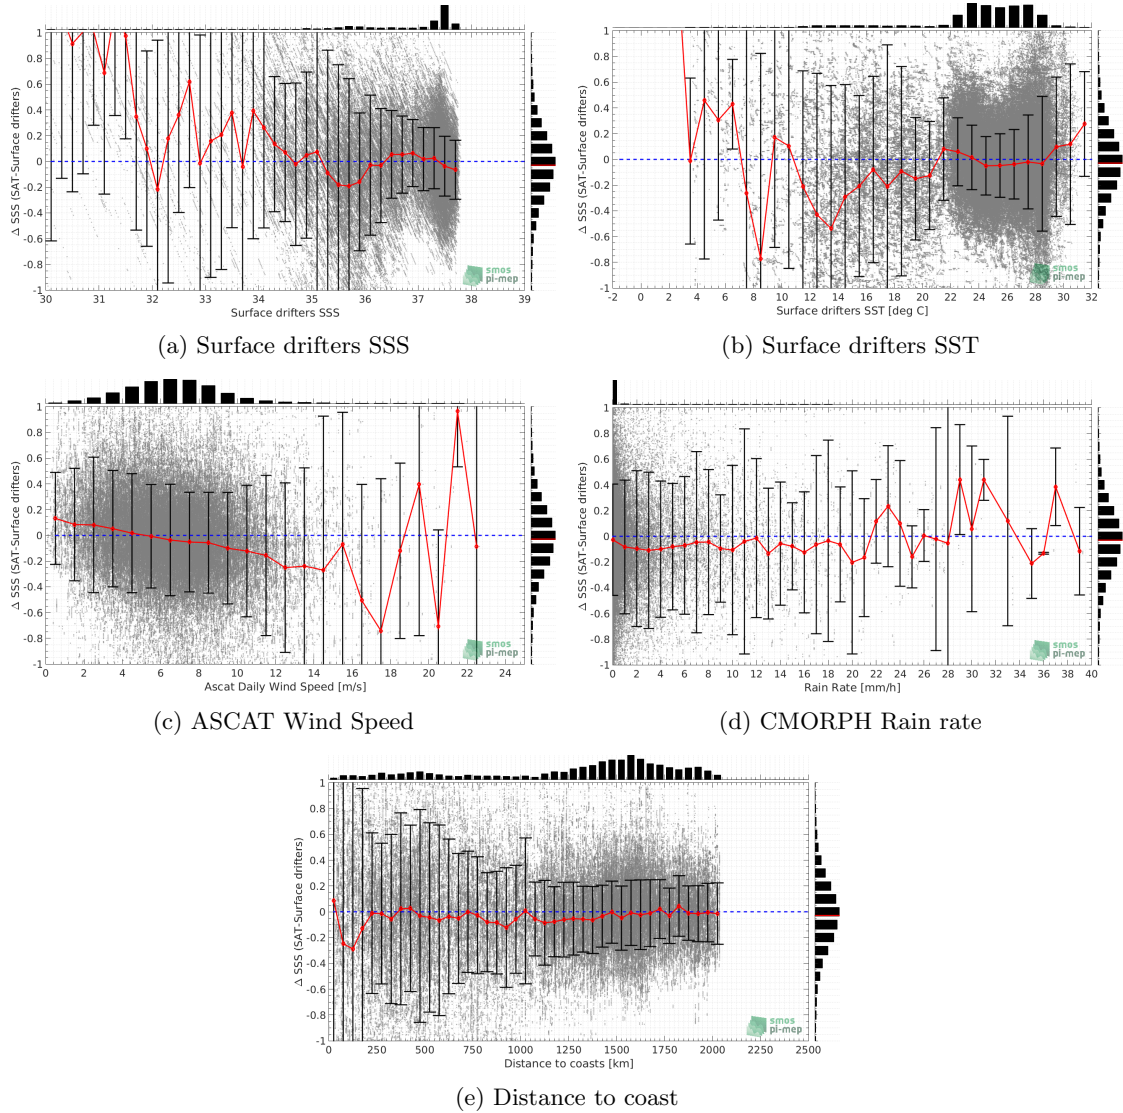 1
0.8
0.6
0.4
0.2
0
-0.2
-0.4
-0.6
-0.8
-1
Δ SSS (SAT-Surface drifters)
30 31 32 33 34 35 36 37 38 39
Surface drifters SSS
smos
pi-mep
(a) Surface drifters SSS
1
0.8
0.6
0.4
0.2
0
-0.2
-0.4
-0.6
-0.8
-1
Δ SSS (SAT-Surface drifters)
-2 0 2 4 6 8 10 12 14 16 18 20 22 24 26 28 30 32
Surface drifters SST [deg C]
smos
pi-mep
(b) Surface drifters SST
1
0.8
0.6
0.4
0.2
0
-0.2
-0.4
-0.6
-0.8
-1
Δ SSS (SAT-Surface drifters)
0 2 4 6 8 10 12 14 16 18 20 22 24
Ascat Daily Wind Speed [m/s]
smos
pi-mep
(c) ASCAT Wind Speed
1
0.8
0.6
0.4
0.2
0
-0.2
-0.4
-0.6
-0.8
-1
Δ SSS (SAT-Surface drifters)
0 2 4 6 8 10 12 14 16 18 20 22 24 26 28 30 32 34 36 38 40
Rain Rate [mm/h]
smos
pi-mep
(d) CMORPH Rain rate
1
0.8
0.6
0.4
0.2
0
-0.2
-0.4
-0.6
-0.8
-1
Δ SSS (SAT-Surface drifters)
0 250 500 750 1000 1250 1500 1750 2000 2250 2500
Distance to coasts [km]
smos
pi-mep
(e) Distance to coast